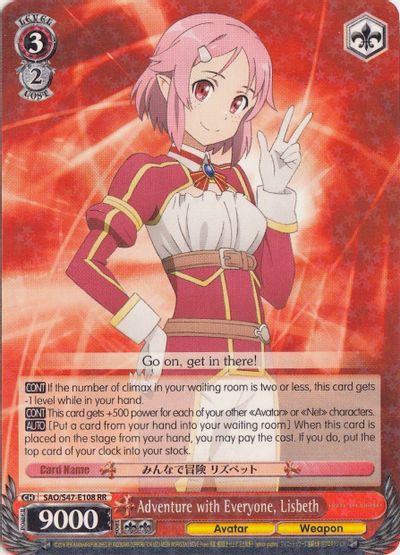 LEVEL
3
2
COST
Go on, get in there!
CONT If the number of climax in your waiting room is two or less, this card gets
-1 level while in your hand.
CONT This card gets +500 power for each of your other «Avatar» or «Net» characters.
AUTO [Put a card from your hand into your waiting room] When this card is
placed on the stage from your hand, you may pay the cost. If you do, put the
top card of your clock into your stock.
Card Name みんなで冒険 リズベット
CH SAO/S47-E108 RR
Adventure with Everyone, Lisbeth
POWER 9000
Avatar Weapon